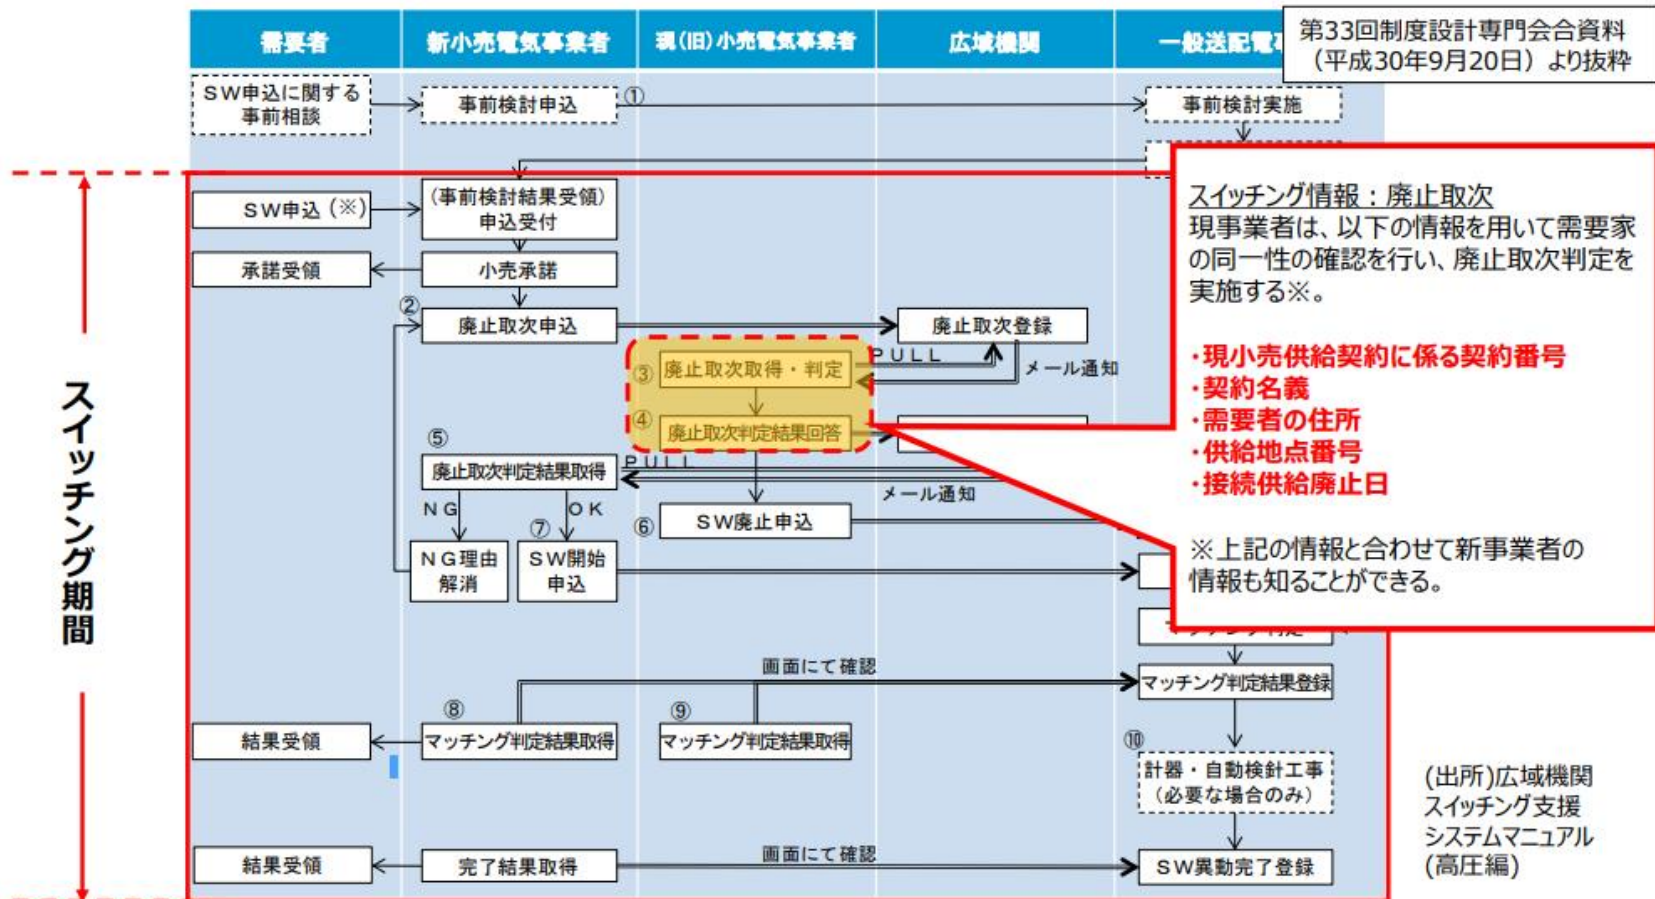 需要者
新小売電気事業者
現(旧)小売電気事業者
広域機関
一般送配電事
第33回制度設計専門会合資料
（平成30年9月20日）より抜粋
SW申込に関する
事前相談
事前検討申込
①
事前検討実施
SW申込(※)
(事前検討結果受領)
申込受付
承諾受領
小売承諾
②
廃止取次申込
廃止取次登録
③
廃止取次取得・判定
PULL
メール通知
④
廃止取次判定結果回答
⑤
廃止取次判定結果取得
PULL
メール通知
NG
OK
⑥
SW廃止申込
⑦
NG理由
解消
SW開始
申込
スイッチング情報：廃止取次
現事業者は、以下の情報を用いて需要家
の同一性の確認を行い、廃止取次判定を
実施する※。
・現小売供給契約に係る契約番号
・契約名義
・需要者の住所
・供給地点番号
・接続供給廃止日
※上記の情報と合わせて新事業者の
情報も知ることができる。
スイッチング期間
画面にて確認
マッチング判定結果登録
⑧
⑨
結果受領
マッチング判定結果取得
マッチング判定結果取得
⑩
計器・自動検針工事
(必要な場合のみ)
結果受領
完了結果取得
画面にて確認
SW異動完了登録
(出所)広域機関
スイッチング支援
システムマニュアル
(高圧編)